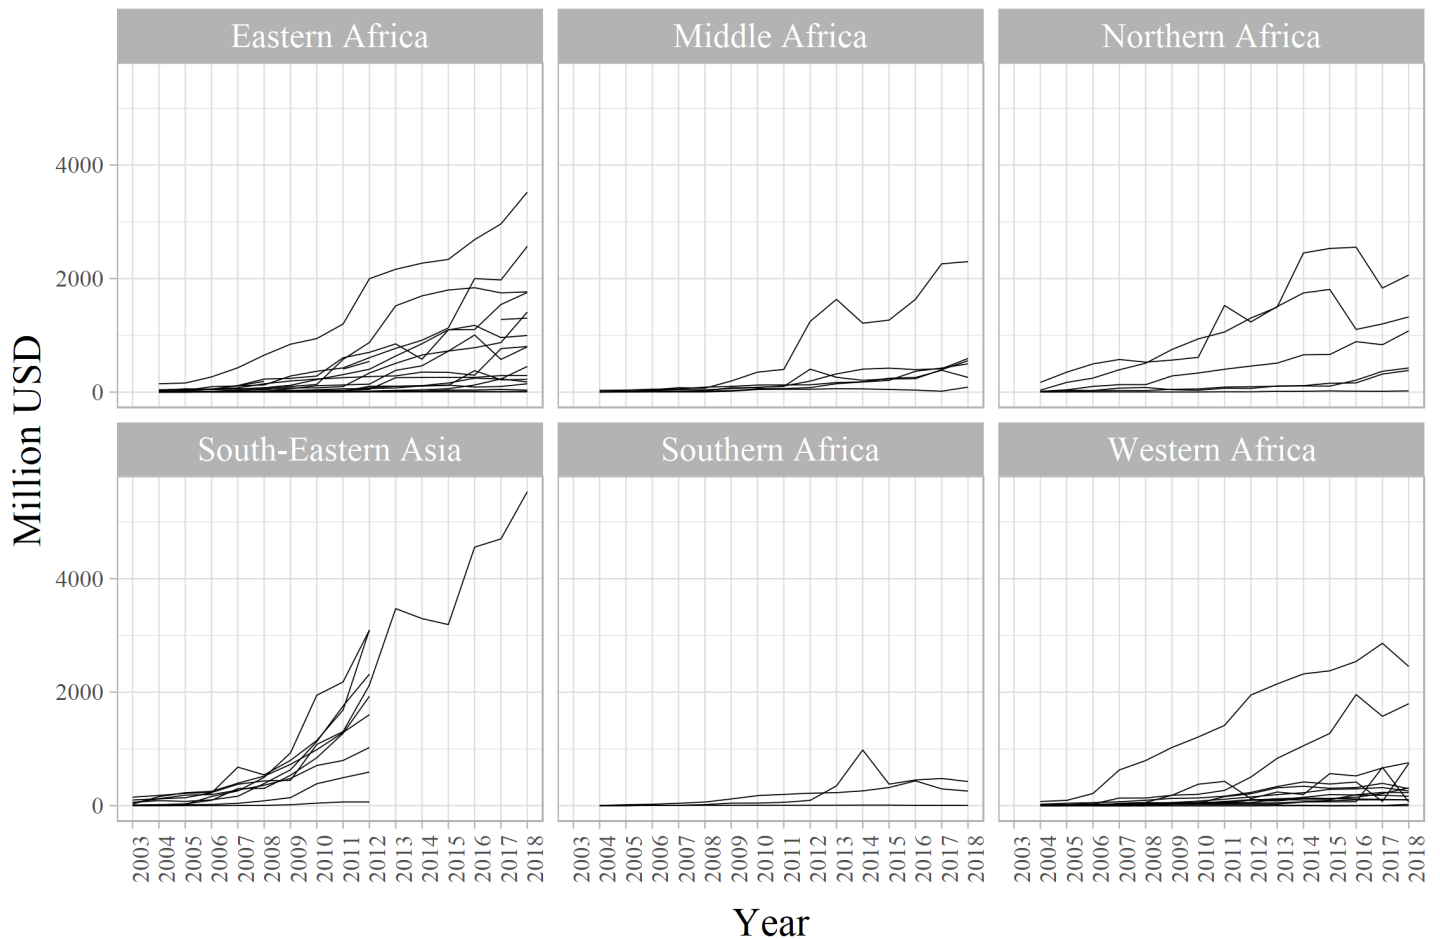 Eastern Africa
Middle Africa
Northern Africa
4000
2000
0
South-Eastern Asia
Southern Africa
Western Africa
4000
2000
0
Million USD
2003 2004 2005 2006 2007 2008 2009 2010 2011 2012 2013 2014 2015 2016 2017 2018
2003 2004 2005 2006 2007 2008 2009 2010 2011 2012 2013 2014 2015 2016 2017 2018
2003 2004 2005 2006 2007 2008 2009 2010 2011 2012 2013 2014 2015 2016 2017 2018
Year